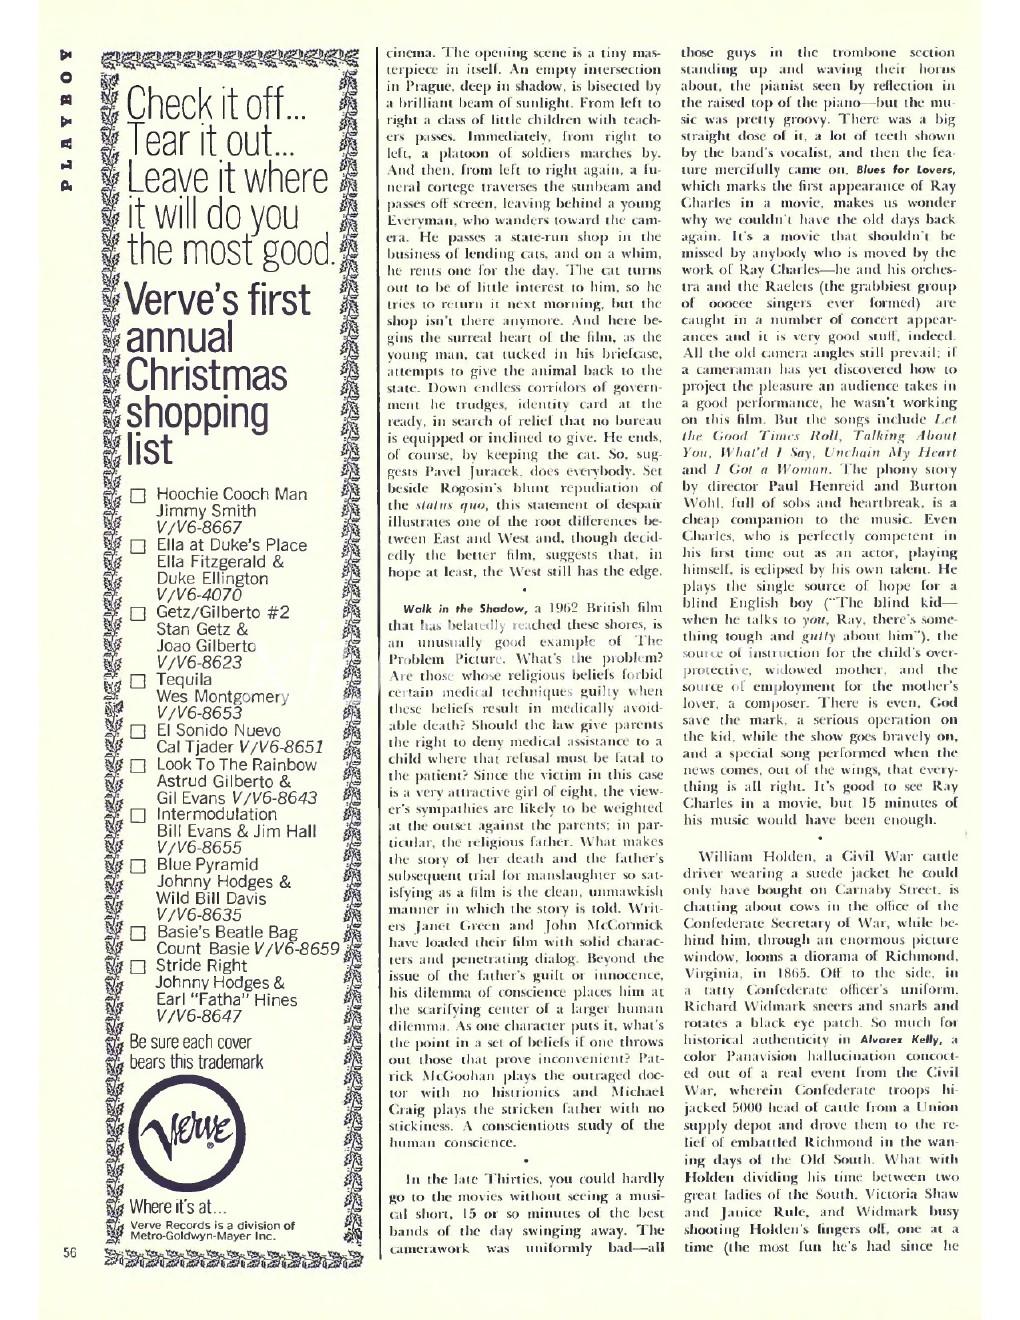 PLAYBOY
Check it off...
Tear it out...
Leave it where
it will do you
the most good.
Verve's first
annual
Christmas
shopping
list
Hoochie Cooch Man
Jimmy Smith
V/V6-8667
Ella at Duke's Place
Ella Fitzgerald &
Duke Ellington
V/V6-4070
Getz/Gilberto #2
Stan Getz &
Joao Gilberto
V/V6-8623
Tequila
Wes Montgomery
V/V6-8653
El Sonido Nuevo
Cal Tjader V/V6-8651
Look To The Rainbow
Astrud Gilberto &
Gil Evans V/V6-8643
Intermodulation
Bill Evans & Jim Hall
V/V6-8655
Blue Pyramid
Johnny Hodges &
Wild Bill Davis
V/V6-8635
Basie's Beatle Bag
Count Basie V/V6-8659
Stride Right
Johnny Hodges &
Earl "Fatha" Hines
V/V6-8647
Be sure each cover
bears this trademark
Verve
®
Where it's at...
Verve Records is a division of
Metro-Goldwyn-Mayer Inc.
56
cinema. The opening scene is a tiny mas-
terpiece in itself. An empty intersection
in Prague, deep in shadow, is bisected by
a brilliant beam of sunlight. From left to
right a class of little children with teach-
ers passes. Immediately, from right to
left, a platoon of soldiers marches by.
And then, from left to right again, a fu-
neral cortege traverses the sunbeam and
passes off screen, leaving behind a young
Everyman, who wanders toward the cam-
era. He passes a state-run shop in the
business of lending cats, and on a whim,
he rents one for the day. The cat turns
out to be of little interest to him, so he
tries to return it next morning, but the
shop isn't there anymore. And here be-
gins the surreal heart of the film, as the
young man, cat tucked in his briefcase,
attempts to give the animal back to the
state. Down endless corridors of govern-
ment he trudges, identity card at the
ready, in search of relief that no bureau
is equipped or inclined to give. He ends,
of course, by keeping the cat. So, sug-
gests Pavel Juracek, does everybody. Set
beside Rogosin's blunt repudiation of
the status quo, this statement of despair
illustrates one of the root differences be-
tween East and West and, though decid-
edly the better film, suggests that, in
hope at least, the West still has the edge.
•
Walk in the Shadow, a 1962 British film
that has belatedly reached these shores, is
an unusually good example of The
Problem Picture. What's the problem?
Are those whose religious beliefs forbid
certain medical techniques guilty when
these beliefs result in medically avoid-
able death? Should the law give parents
the right to deny medical assistance to a
child where that refusal must be fatal to
the patient? Since the victim in this case
is a very attractive girl of eight, the view-
er's sympathies are likely to be weighted
at the outset against the parents; in par-
ticular, the religious father. What makes
the story of her death and the father's
subsequent trial for manslaughter so sat-
isfying as a film is the clean, unmawkish
manner in which the story is told. Writ-
ers Janet Green and John McCormick
have loaded their film with solid charac-
ters and penetrating dialog. Beyond the
issue of the father's guilt or innocence,
his dilemma of conscience places him at
the scarifying center of a larger human
dilemma. As one character puts it, what's
the point in a set of beliefs if one throws
out those that prove inconvenient? Pat-
rick McGoohan plays the outraged doc-
tor with no histrionics and Michael
Craig plays the stricken father with no
stickiness. A conscientious study of the
human conscience.
•
In the late Thirties, you could hardly
go to the movies without seeing a musi-
cal short, 15 or so minutes of the best
bands of the day swinging away. The
camerawork was uniformly bad—all
those guys in the trombone section
standing up and waving their horns
about, the pianist seen by reflection in
the raised top of the piano—but the mu-
sic was pretty groovy. There was a big
straight dose of it, a lot of teeth shown
by the band's vocalist, and then the fea-
ture mercifully came on. Blues for Lovers,
which marks the first appearance of Ray
Charles in a movie, makes us wonder
why we couldn't have the old days back
again. It's a movie that shouldn't be
missed by anybody who is moved by the
work of Ray Charles—he and his orches-
tra and the Raelets (the grabbiest group
of ooocee singers ever formed) are
caught in a number of concert appear-
ances and it is very good stuff, indeed.
All the old camera angles still prevail; if
a cameraman has yet discovered how to
project the pleasure an audience takes in
a good performance, he wasn't working
on this film. But the songs include Let
the Good Times Roll, Talking About
You, What'd I Say, Unchain My Heart
and I Got a Woman. The phony story
by director Paul Henreid and Burton
Wohl, full of sobs and heartbreak, is a
cheap companion to the music. Even
Charles, who is perfectly competent in
his first time out as an actor, playing
himself, is eclipsed by his own talent. He
plays the single source of hope for a
blind English boy ("The blind kid—
when he talks to you, Ray, there's some-
thing tough and gutty about him"), the
source of instruction for the child's over-
protective, widowed mother, and the
source of employment for the mother's
lover, a composer. There is even, God
save the mark, a serious operation on
the kid, while the show goes bravely on,
and a special song performed when the
news comes, out of the wings, that every-
thing is all right. It's good to see Ray
Charles in a movie, but 15 minutes of
his music would have been enough.
•
William Holden, a Civil War cattle
driver wearing a suede jacket he could
only have bought on Carnaby Street, is
chatting about cows in the office of the
Confederate Secretary of War, while be-
hind him, through an enormous picture
window, looms a diorama of Richmond,
Virginia, in 1865. Off to the side, in
a tatty Confederate officer's uniform,
Richard Widmark sneers and snarls and
rotates a black eye patch. So much for
historical authenticity in Alvarez Kelly, a
color Panavision hallucination concoct-
ed out of a real event from the Civil
War, wherein Confederate troops hi-
jacked 5000 head of cattle from a Union
supply depot and drove them to the re-
lief of embattled Richmond in the wan-
ing days of the Old South. What with
Holden dividing his time between two
great ladies of the South, Victoria Shaw
and Janice Rule, and Widmark busy
shooting Holden's fingers off, one at a
time (the most fun he's had since he